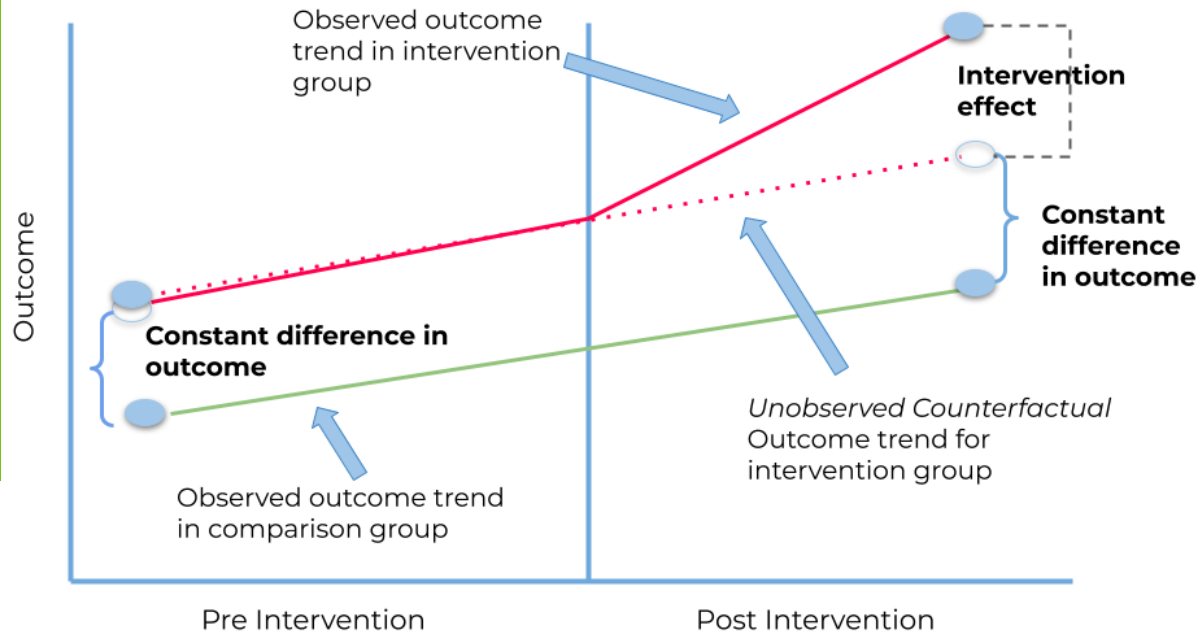 Observed outcome
trend in intervention
group
Intervention
effect
Constant
difference
in outcome
Outcome
Constant difference in
outcome
Unobserved Counterfactual
Outcome trend for
intervention group
Observed outcome trend
in comparison group
Pre Intervention
Post Intervention